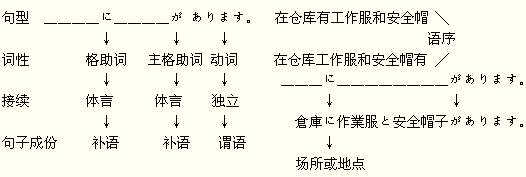 句型 ＿＿＿＿に＿＿＿＿が あります。 在仓库有工作服和安全帽 ＼
↓ ↓ ↓ 语序
词性 格助词 主格助词 动词 在仓库工作服和安全帽有 ／
↓ ↓ ↓ ＿＿＿に＿＿＿＿＿＿＿＿が あります。
接续 体言 体言 独立 ↓ ↓
↓ ↓ ↓ 倉庫に作業服と安全帽子があります。
句子成份 补语 补语 谓语 ↓
场所或地点